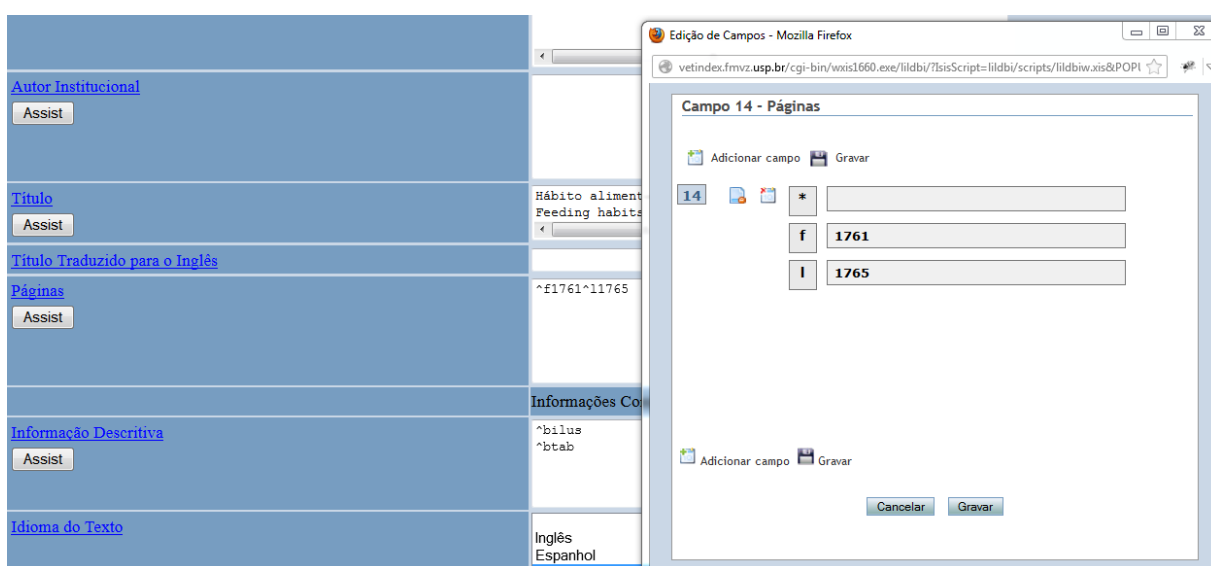 Autor Institucional
Assist
Título
Assist
Hábito aliment
Feeding habits
Título Traduzido para o Inglês
Páginas
Assist
^f1761^l1765
Informações Co
Informação Descritiva
Assist
^bilus
^btab
Idioma do Texto
Inglês
Espanhol
Edição de Campos - Mozilla Firefox
vetindex.fmvz.usp.br/cgi-bin/wxis1660.exe/lildbi/?IsisScript=lildbi/scripts/lildbiw.xis&POPU
Campo 14 - Páginas
Adicionar campo Gravar
14 *
f 1761
l 1765
Adicionar campo Gravar
Cancelar Gravar